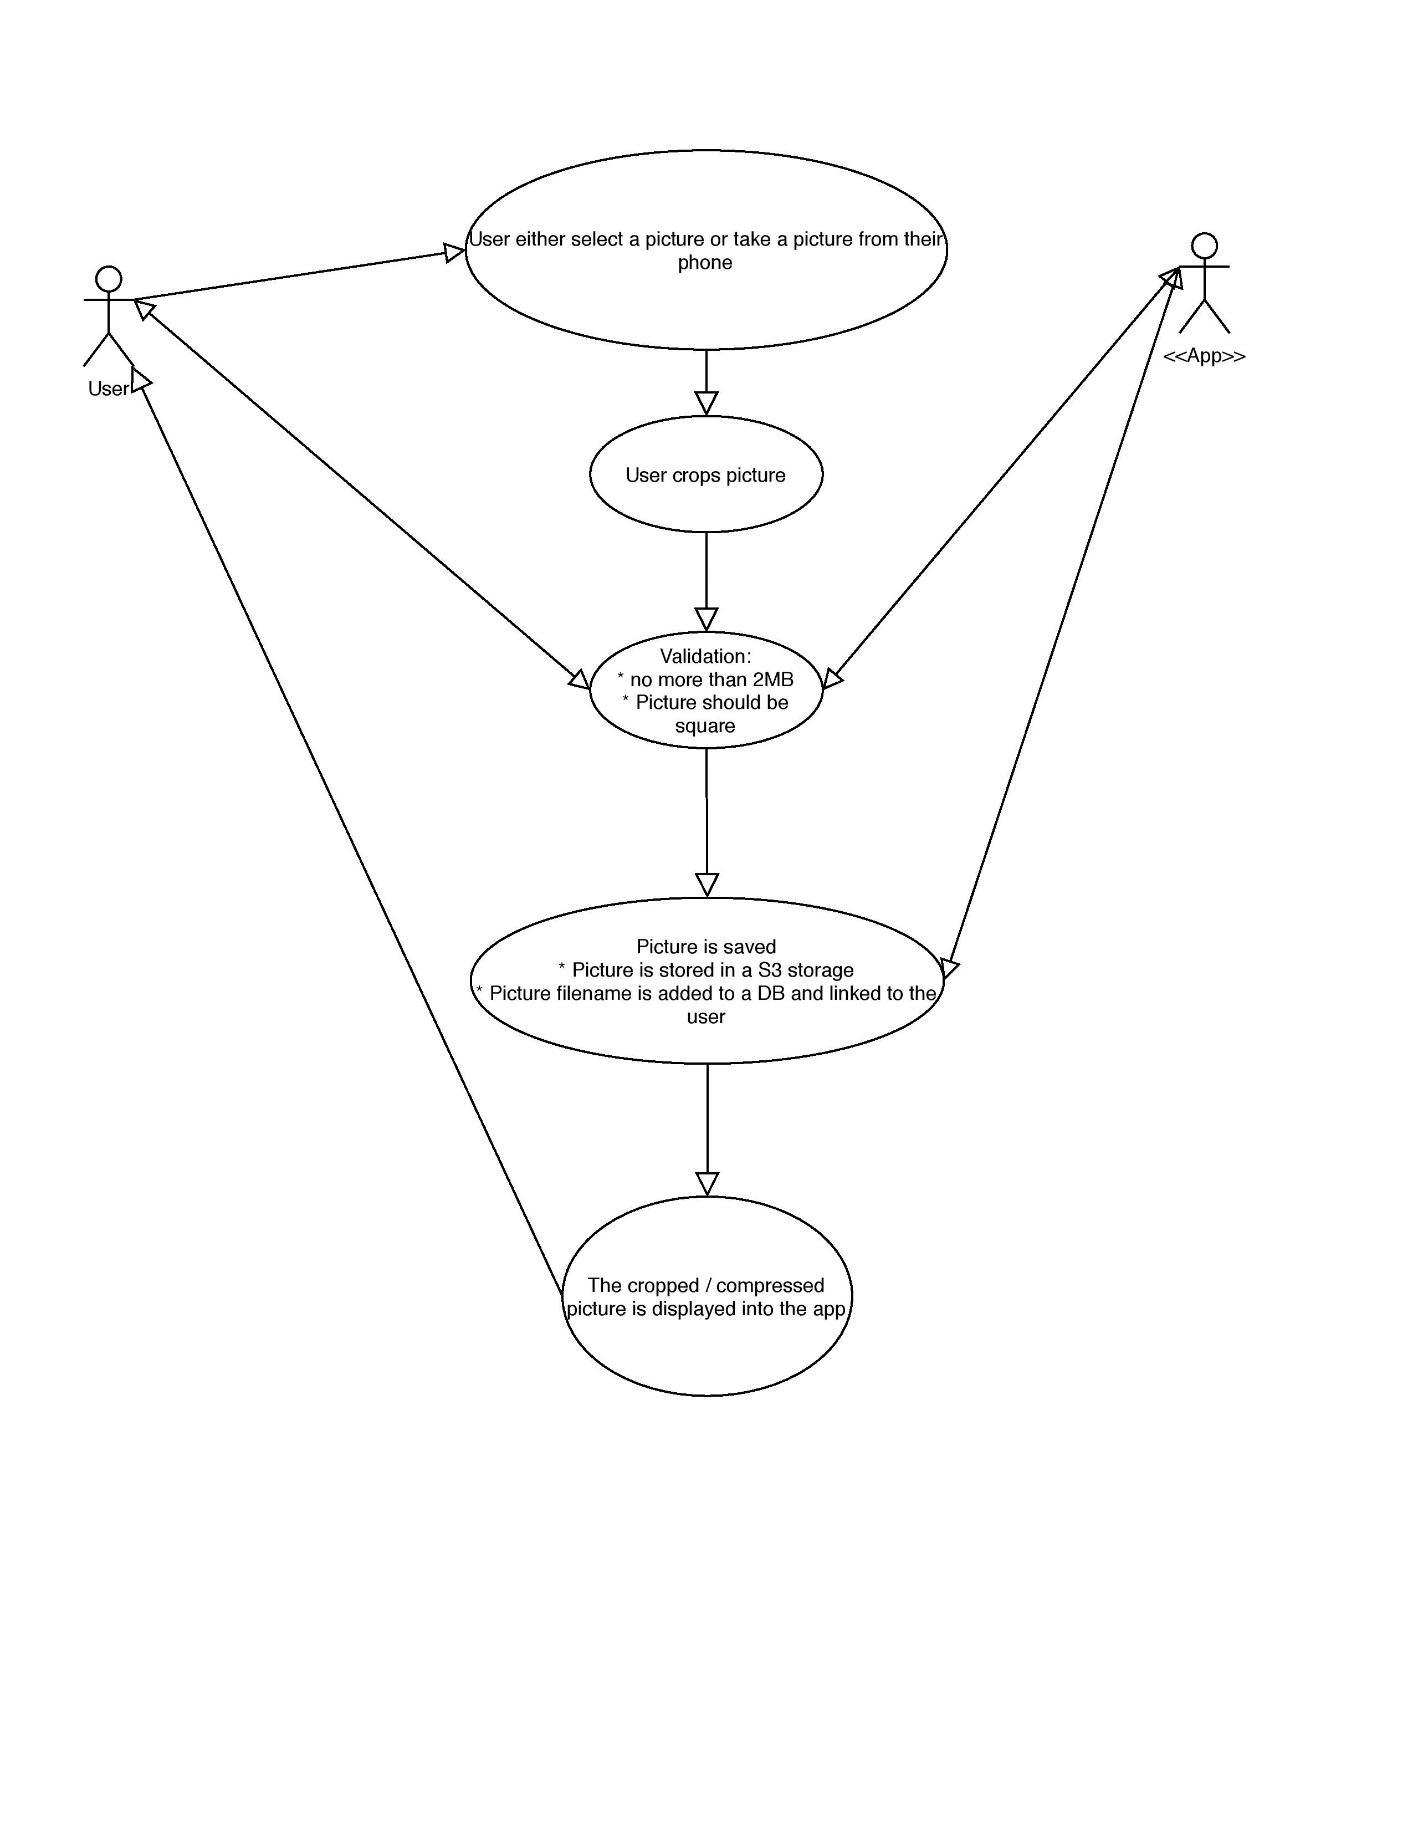 User either select a picture or take a picture from their
phone
User
<<App>>
User crops picture
Validation:
* no more than 2MB
* Picture should be
square
Picture is saved
* Picture is stored in a S3 storage
* Picture filename is added to a DB and linked to the
user
The cropped / compressed
picture is displayed into the app